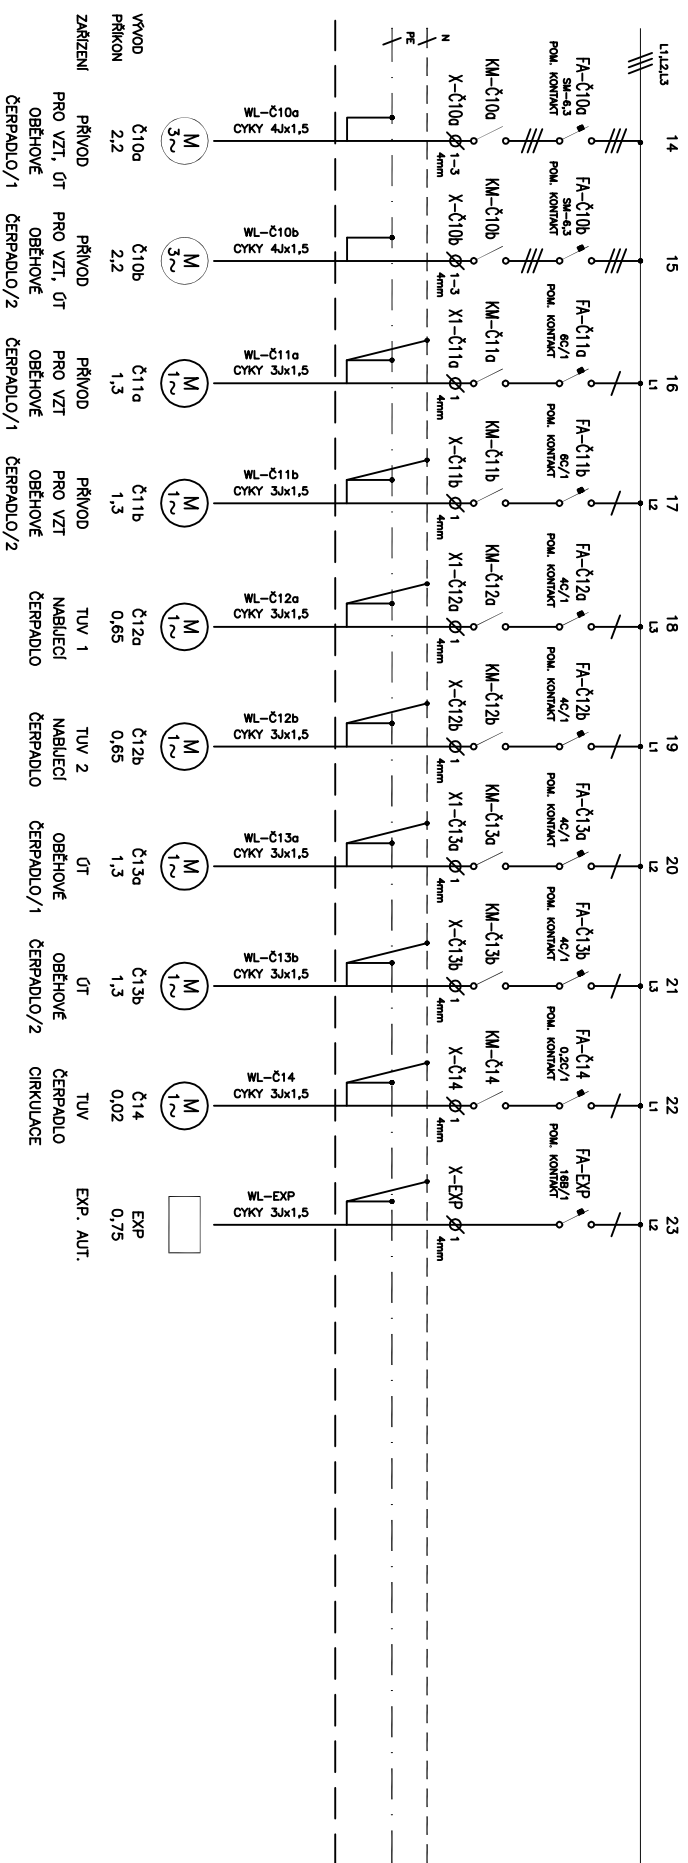 L1,L2,L3
N
PE
VÝVOD
PŘÍKON
ZAŘÍZENÍ
14
FA-Č10a
SM-6,3
POM. KONTAKT
KM-Č10a
X-Č10a
1-3
4mm
WL-Č10a
CYKY 4Jx1,5
M
3~
Č10a
2,2
PŘÍVOD
PRO VZT, ÚT
OBĚHOVÉ
ČERPADLO/1
15
FA-Č10b
SM-6,3
POM. KONTAKT
KM-Č10b
X-Č10b
1-3
4mm
WL-Č10b
CYKY 4Jx1,5
M
3~
Č10b
2,2
PŘÍVOD
PRO VZT, ÚT
OBĚHOVÉ
ČERPADLO/2
16
L1
FA-Č11a
6C/1
POM. KONTAKT
KM-Č11a
X1-Č11a
1
4mm
WL-Č11a
CYKY 3Jx1,5
M
1~
Č11a
1,3
PŘÍVOD
PRO VZT
OBĚHOVÉ
ČERPADLO/1
17
L2
FA-Č11b
6C/1
POM. KONTAKT
KM-Č11b
X-Č11b
1
4mm
WL-Č11b
CYKY 3Jx1,5
M
1~
Č11b
1,3
PŘÍVOD
PRO VZT
OBĚHOVÉ
ČERPADLO/2
18
L3
FA-Č12a
4C/1
POM. KONTAKT
KM-Č12a
X1-Č12a
1
4mm
WL-Č12a
CYKY 3Jx1,5
M
1~
Č12a
0,65
TUV 1
NABÍJECÍ
ČERPADLO
19
L1
FA-Č12b
4C/1
POM. KONTAKT
KM-Č12b
X-Č12b
1
4mm
WL-Č12b
CYKY 3Jx1,5
M
1~
Č12b
0,65
TUV 2
NABÍJECÍ
ČERPADLO
20
L2
FA-Č13a
4C/1
POM. KONTAKT
KM-Č13a
X1-Č13a
1
4mm
WL-Č13a
CYKY 3Jx1,5
M
1~
Č13a
1,3
ÚT
OBĚHOVÉ
ČERPADLO/1
21
L3
FA-Č13b
4C/1
POM. KONTAKT
KM-Č13b
X-Č13b
1
4mm
WL-Č13b
CYKY 3Jx1,5
M
1~
Č13b
1,3
ÚT
OBĚHOVÉ
ČERPADLO/2
22
L1
FA-Č14
0,2C/1
POM. KONTAKT
KM-Č14
X-Č14
1
4mm
WL-Č14
CYKY 3Jx1,5
M
1~
Č14
0,02
TUV
ČERPADLO
CIRKULACE
23
L2
FA-EXP
16B/1
POM. KONTAKT
X-EXP
1
4mm
WL-EXP
CYKY 3Jx1,5
EXP
0,75
EXP. AUT.